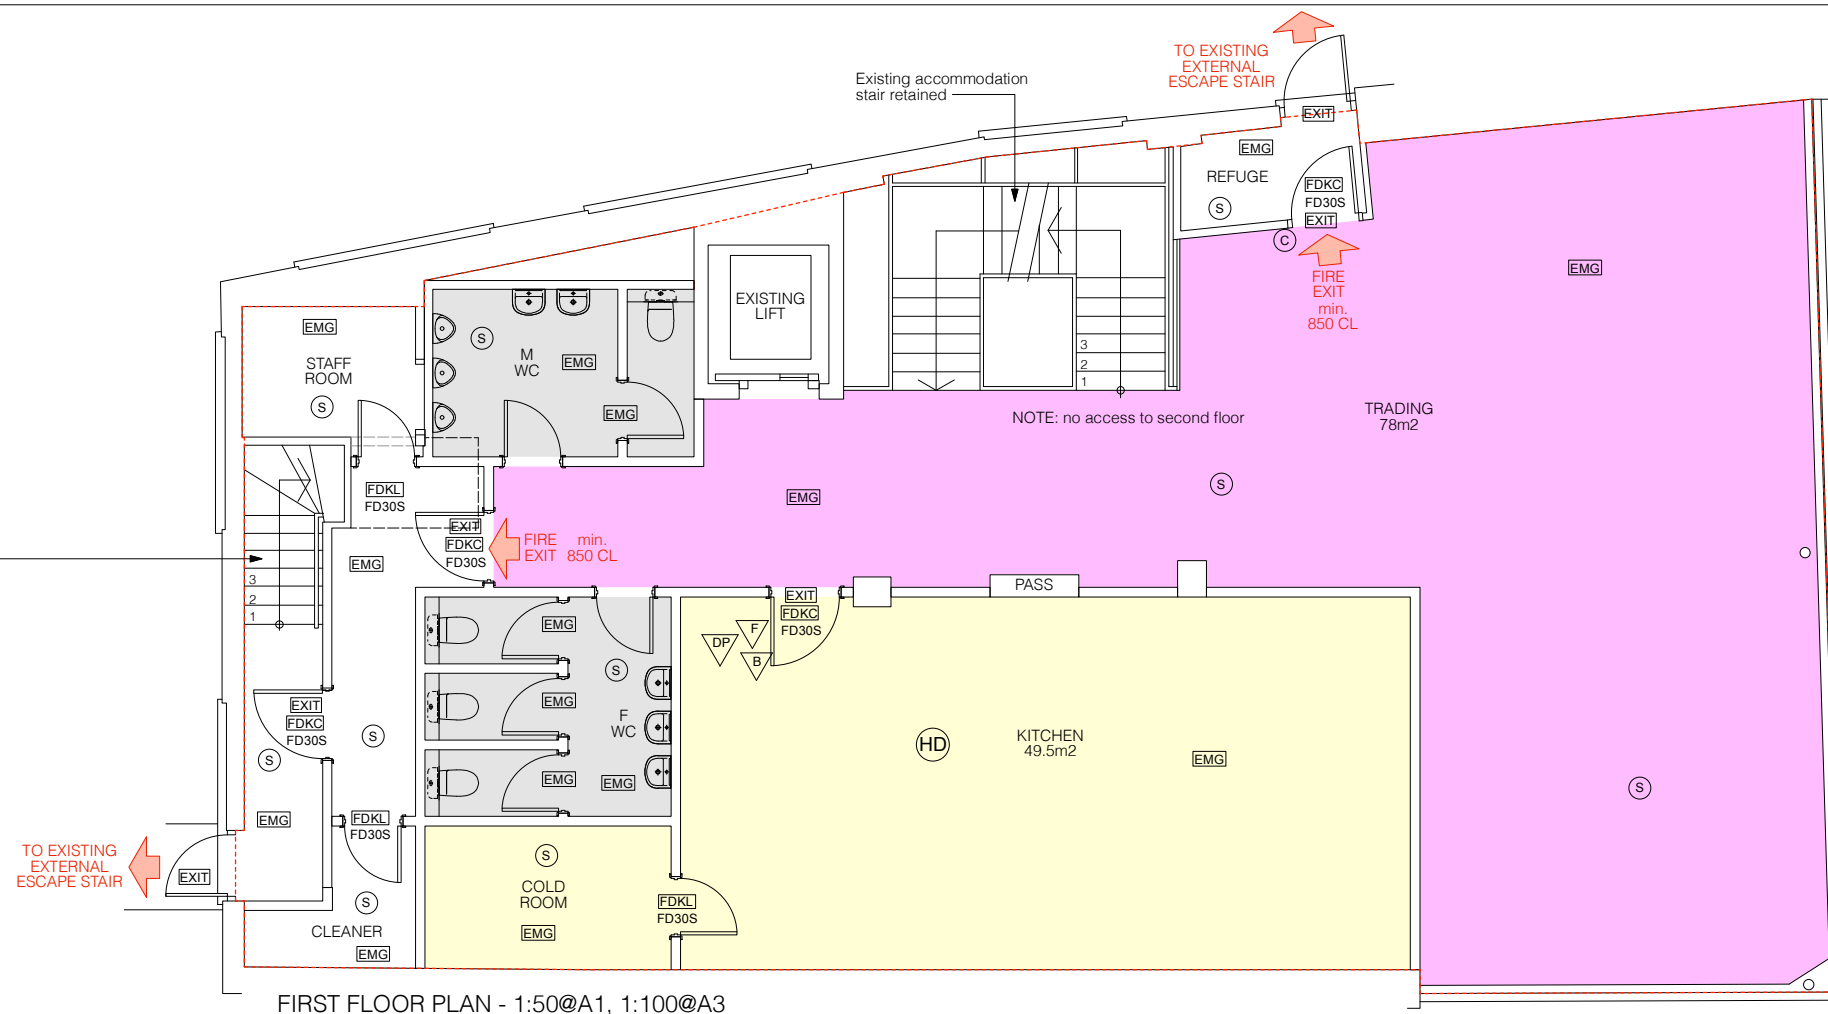 TO EXISTING
EXTERNAL
ESCAPE STAIR
Existing accommodation
stair retained
EXIT
EMG
REFUGE
FDKC
FD30S
S
EXIT
C
EMG
FIRE
EXIT
min.
850 CL
EXISTING
LIFT
EMG
STAFF
ROOM
S
S
M
WC
EMG
EMG
3
2
1
NOTE: no access to second floor
TRADING
78m2
S
EMG
FDKL
FD30S
EXIT
FDKC
FD30S
FIRE
EXIT
min.
850 CL
EMG
3
2
1
PASS
EXIT
FDKC
FD30S
DP
F
B
EMG
S
EMG
F
WC
EMG
EMG
EXIT
FDKC
FD30S
S
S
HD
KITCHEN
49.5m2
EMG
S
EMG
FDKL
FD30S
TO EXISTING
EXTERNAL
ESCAPE STAIR
EXIT
S
COLD
ROOM
EMG
FDKL
FD30S
S
CLEANER
EMG
FIRST FLOOR PLAN - 1:50@A1, 1:100@A3